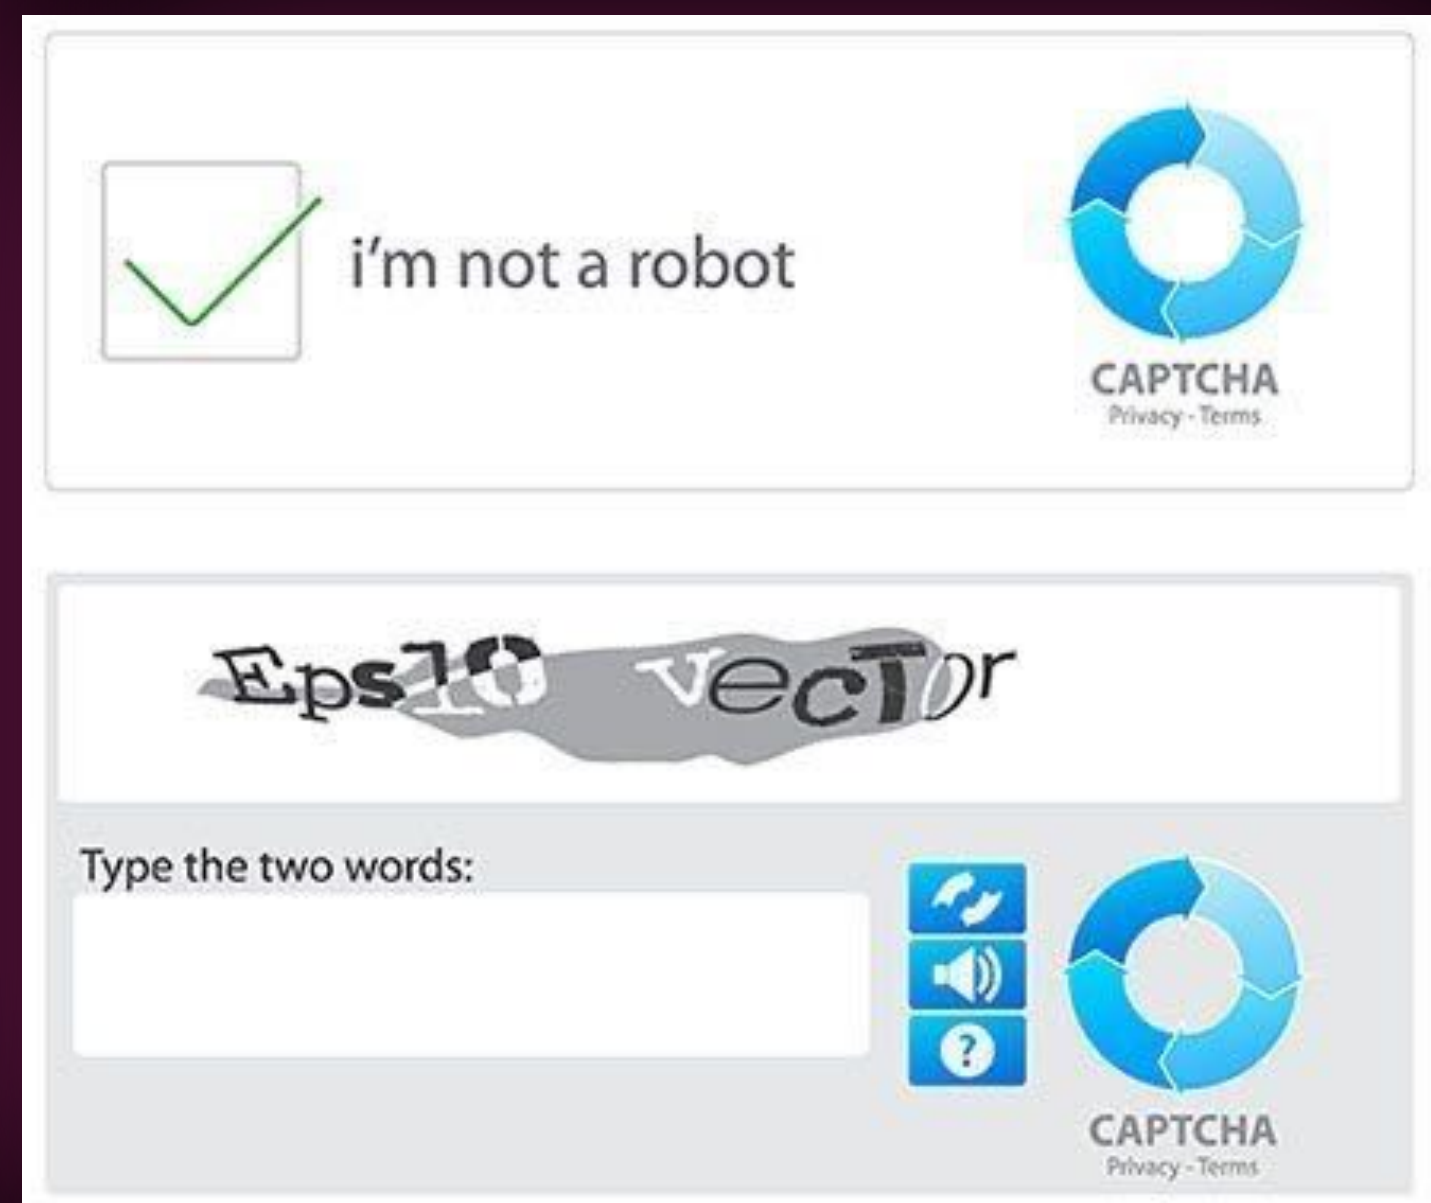 i'm not a robot
CAPTCHA
Privacy - Terms
Eps10 vecTor
Type the two words:
?
CAPTCHA
Privacy - Terms